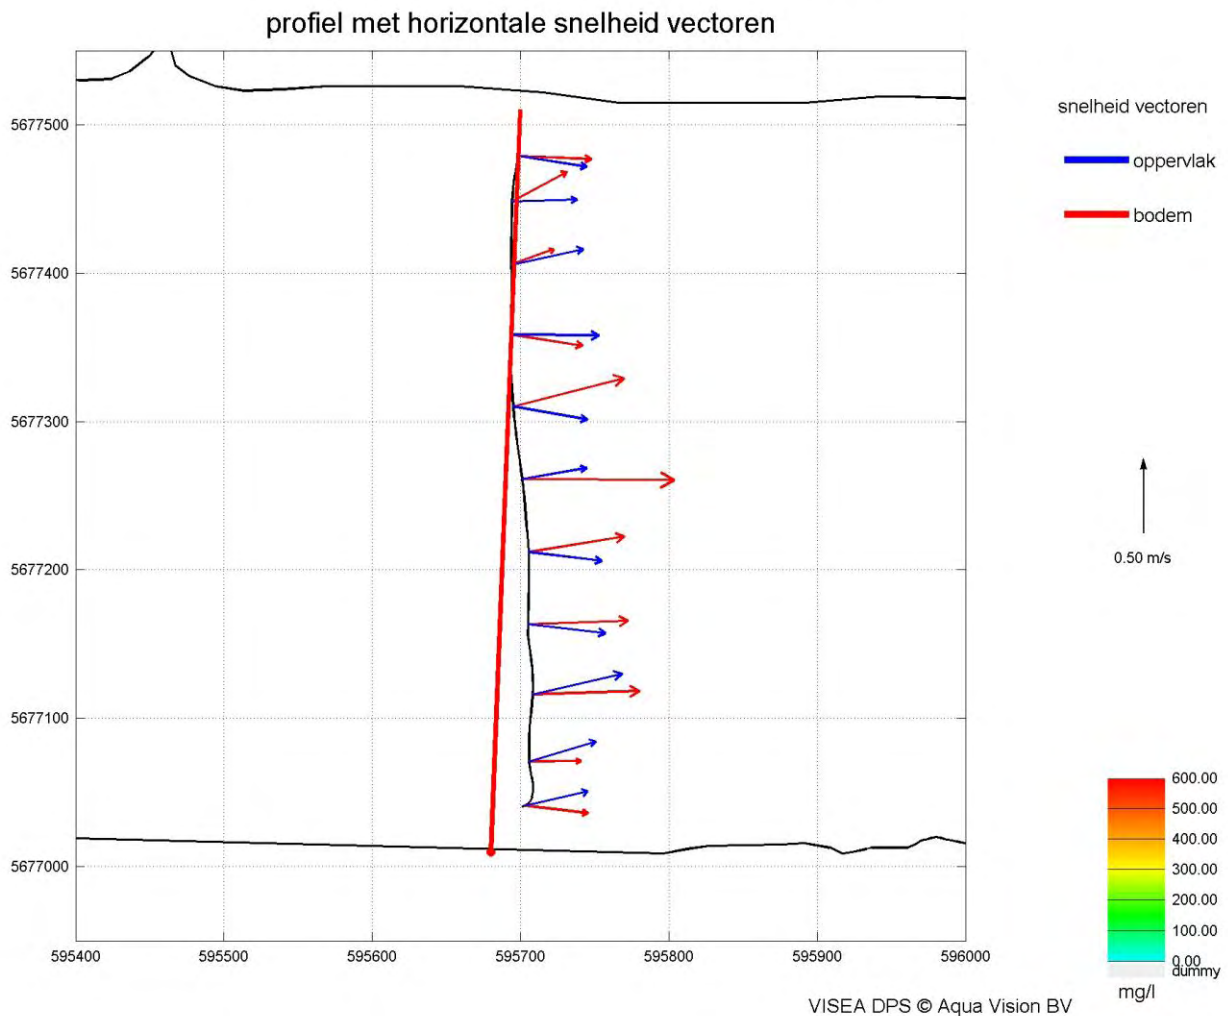 profiel met horizontale snelheid vectoren
snelheid vectoren
oppervlak
bodem
5677500
5677400
5677300
5677200
5677100
5677000
0.50 m/s
600.00
500.00
400.00
300.00
200.00
100.00
0.00
dummy
mg/l
595400 595500 595600 595700 595800 595900 596000
VISEA DPS © Aqua Vision BV